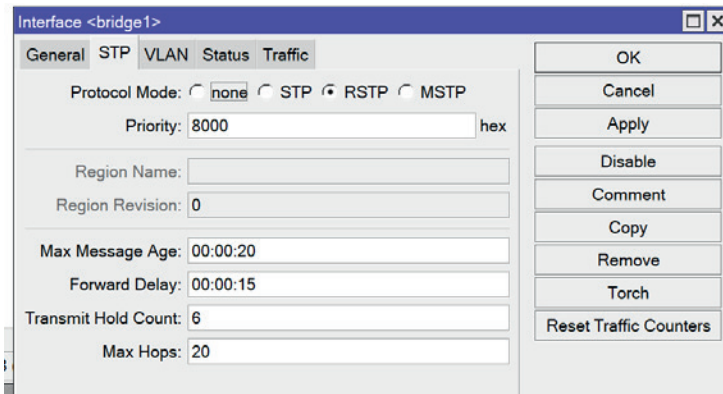 Interface <bridge1>
General STP VLAN Status Traffic
Protocol Mode: none STP RSTP MSTP
Priority: 8000 hex
Region Name:
Region Revision: 0
Max Message Age: 00:00:20
Forward Delay: 00:00:15
Transmit Hold Count: 6
Max Hops: 20
OK
Cancel
Apply
Disable
Comment
Copy
Remove
Torch
Reset Traffic Counters